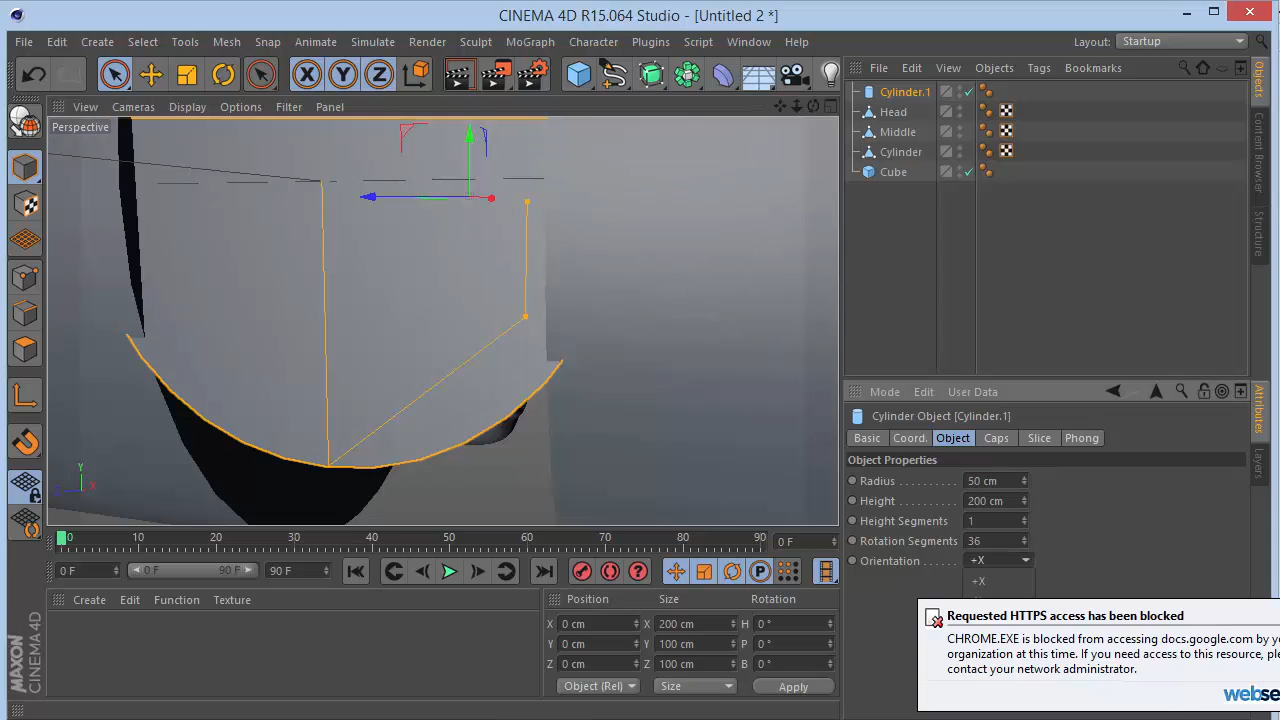 CINEMA 4D R15.064 Studio - [Untitled 2 *]
File Edit Create Select Tools Mesh Snap Animate Simulate Render Sculpt MoGraph Character Plugins Script Window Help
Layout: Startup
X Y Z
View Cameras Display Options Filter Panel
Perspective
Y
X
File Edit View Objects Tags Bookmarks
Cylinder.1
Head
Middle
Cylinder
Cube
Objects
Content Browser
Structure
Mode Edit User Data
Cylinder Object [Cylinder.1]
Basic Coord. Object Caps Slice Phong
Object Properties
Radius 50 cm
Height 200 cm
Height Segments 1
Rotation Segments 36
Orientation +X
+X
Attributes
Layers
0 10 20 30 40 50 60 70 80 90
0 F
0 F 0 F 90 F 90 F
P
Create Edit Function Texture
Position Size Rotation
X 0 cm X 200 cm H 0 °
Y 0 cm Y 100 cm P 0 °
Z 0 cm Z 100 cm B 0 °
Object (Rel) Size Apply
MAXON
CINEMA 4D
Requested HTTPS access has been blocked
CHROME.EXE is blocked from accessing docs.google.com by yo
organization at this time. If you need access to this resource, ple
contact your network administrator.
webse